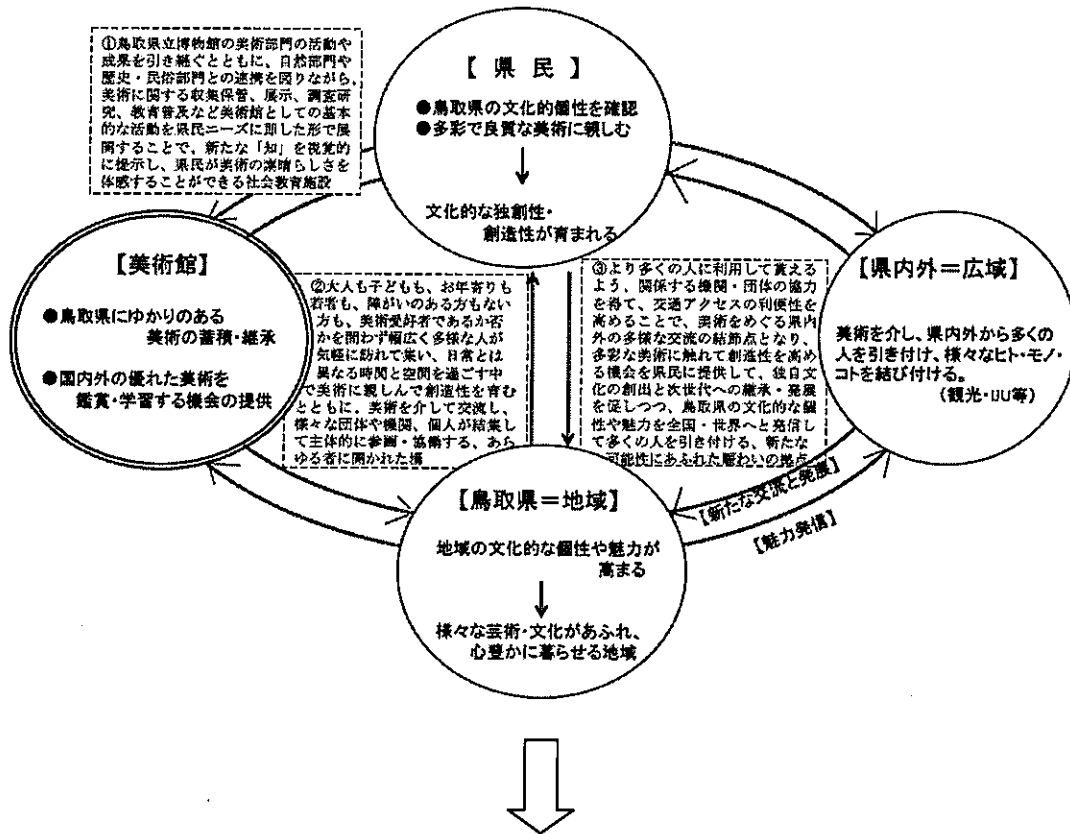 ①鳥取県立博物館の美術部門の活動や
成果を引き継ぐとともに、自然部門や
歴史・民俗部門との連携を図りながら、
美術に関する収集保管、展示、調査研
究、教育普及など美術館としての基本
的な活動を県民ニーズに即した形で展
開することで、新たな「知」を視覚的
に提示し、県民が美術の素晴らしさを
体感することができる社会教育施設
【県民】
●鳥取県の文化的個性を確認
●多彩で良質な美術に親しむ
文化的な独創性・
創造性が育まれる
【美術館】
●鳥取県にゆかりのある
美術の蓄積・継承
●国内外の優れた美術を
鑑賞・学習する機会の提供
②大人も子どもも、お年寄りも
若者も、障がいのある方もない
方も、美術愛好者であるか否
かを問わず幅広く多様な人が
気軽に訪れて集い、日常とは
異なる時間と空間を過ごす中
で美術に親しんで創造性を育む
とともに、美術を介して交流し、
様々な団体や機関、個人が結集し
て主体的に参画・協働する、あら
ゆる者に開かれた場
③より多くの人に利用して貰える
よう、関係する機関・団体の協力
を得て、交通アクセスの利便性を
高めることで、美術をめぐる県内
外の多様な交流の結節点となり、
多彩な美術に触れて創造性を高め
る機会を県民に提供して、独自
文化の創出と次世代への継承・発展
を促しつつ、鳥取県の文化的な個
性や魅力を全国・世界へと発信し
て多くの人を引き付ける、新たな
可能性にあふれた賑わいの拠点
【県内外＝広域】
美術を介し、県内外から多くの
人を引き付け、様々なヒト・モノ・
コトを結び付ける。
（観光・IJU等）
【新たな交流と発展】
【魅力発信】
【鳥取県＝地域】
地域の文化的な個性や魅力が
高まる
様々な芸術・文化があふれ、
心豊かに暮らせる地域